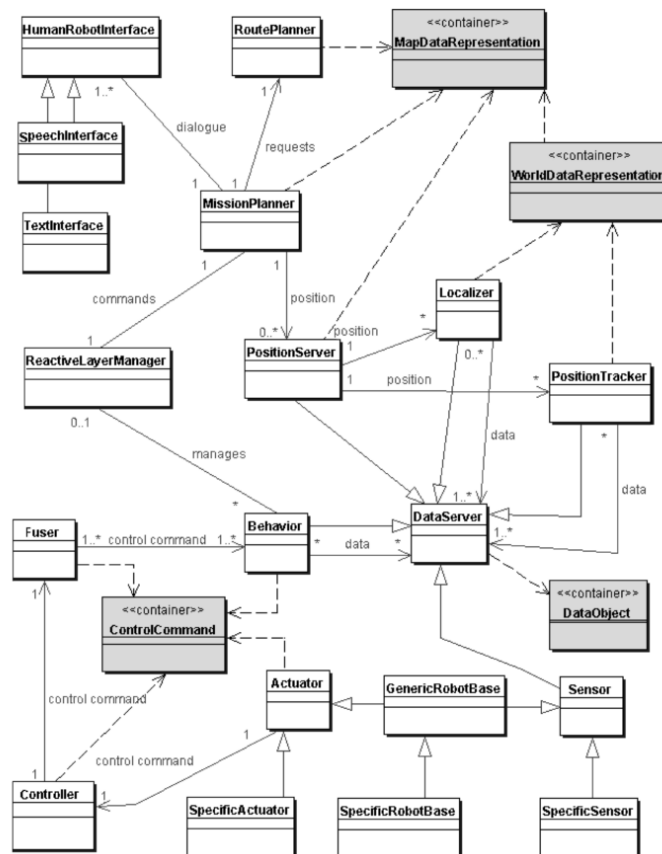 HumanRobotInterface
RoutePlanner
<<container>>
MapDataRepresentation
1..*
1
dialogue
requests
SpeechInterface
<<container>>
WorldDataRepresentation
1
1
MissionPlanner
TextInterface
1
1
commands
position
Localizer
0..*
position
*
1
1
0..*
ReactiveLayerManager
PositionServer
1
position
*
PositionTracker
0..1
*
manages
data
data
*
1..*
Fuser
1..*
control command
1..*
Behavior
*
data
*
DataServer
1..*
1
<<container>>
ControlCommand
<<container>>
DataObject
control command
Actuator
GenericRobotBase
Sensor
1
control command
1
1
Controller
SpecificActuator
SpecificRobotBase
SpecificSensor